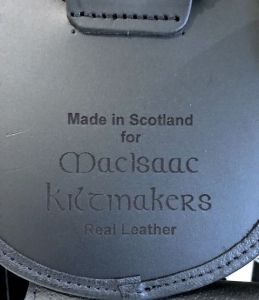 Made in Scotland
for
MacIsaac
Kiltmakers
Real Leather